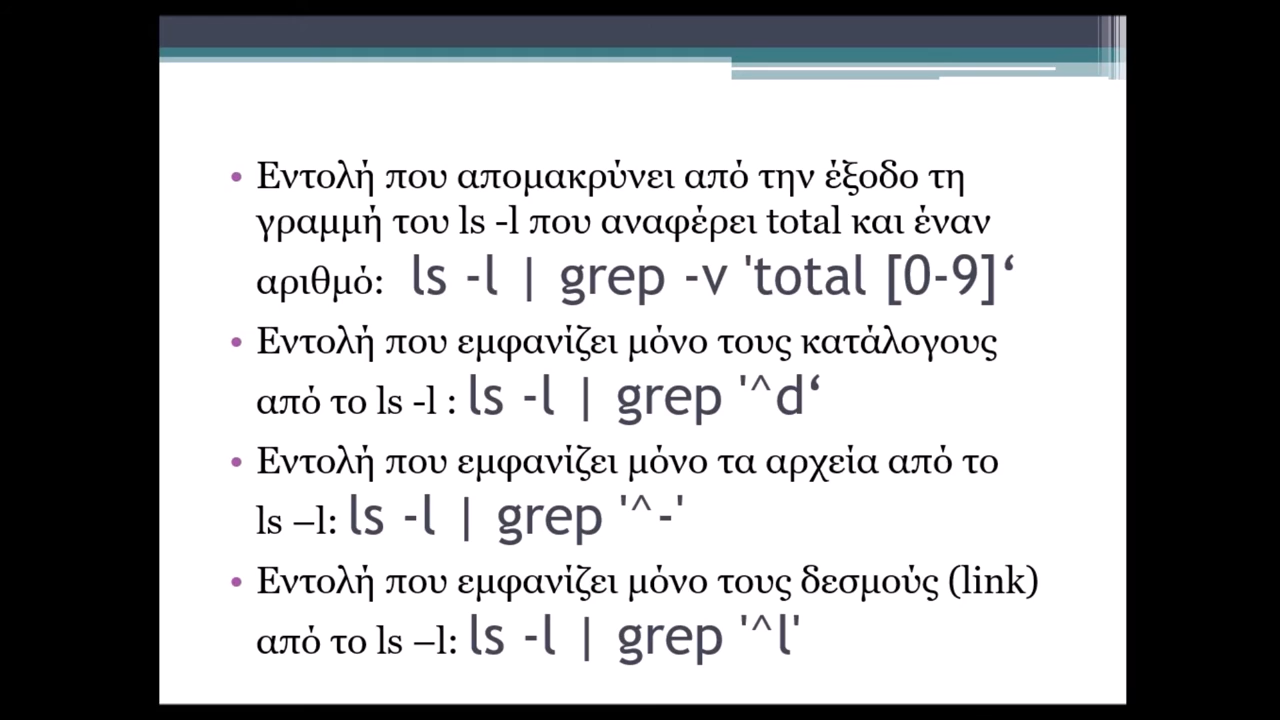 • Εντολή που απομακρύνει από την έξοδο τη
γραμμή του ls -l που αναφέρει total και έναν
αριθμό: ls -l | grep -v 'total [0-9]‘
• Εντολή που εμφανίζει μόνο τους κατάλογους
από το ls -l : ls -l | grep '^d‘
• Εντολή που εμφανίζει μόνο τα αρχεία από το
ls –l: ls -l | grep '^-'
• Εντολή που εμφανίζει μόνο τους δεσμούς (link)
από το ls –l: ls -l | grep '^l'